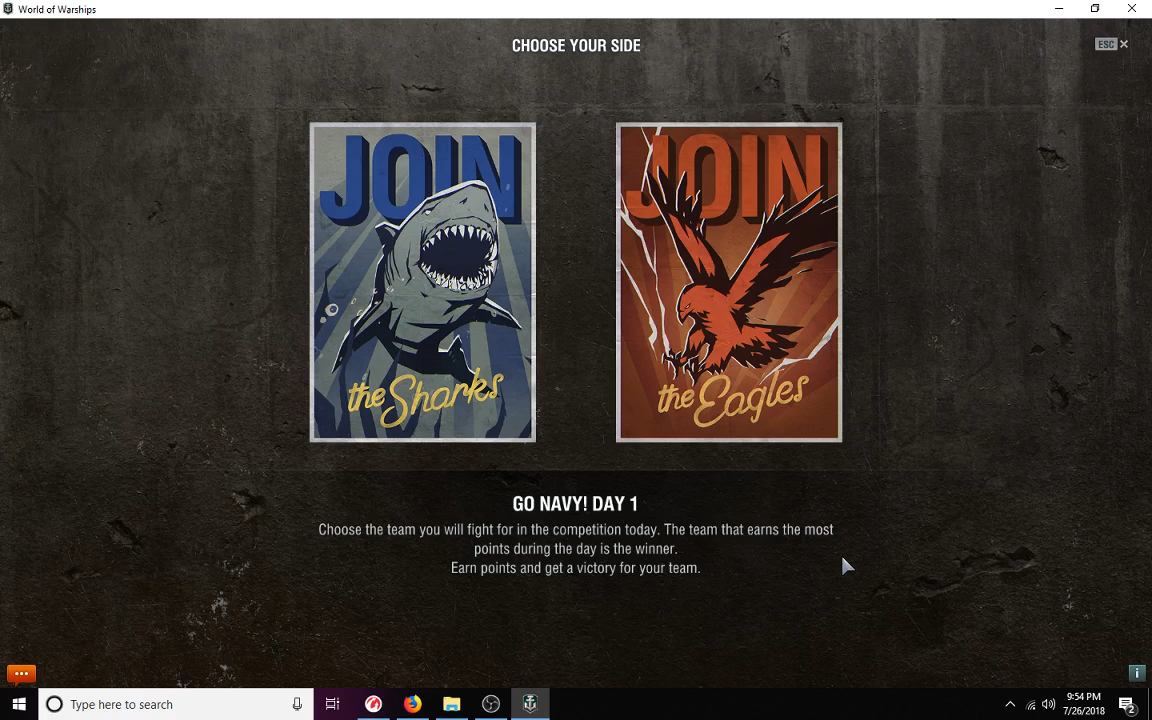 World of Warships
CHOOSE YOUR SIDE
ESC
JOIN
the Sharks
JOIN
the Eagles
GO NAVY! DAY 1
Choose the team you will fight for in the competition today. The team that earns the most
points during the day is the winner.
Earn points and get a victory for your team.
Type here to search
9:54 PM
7/26/2018
2